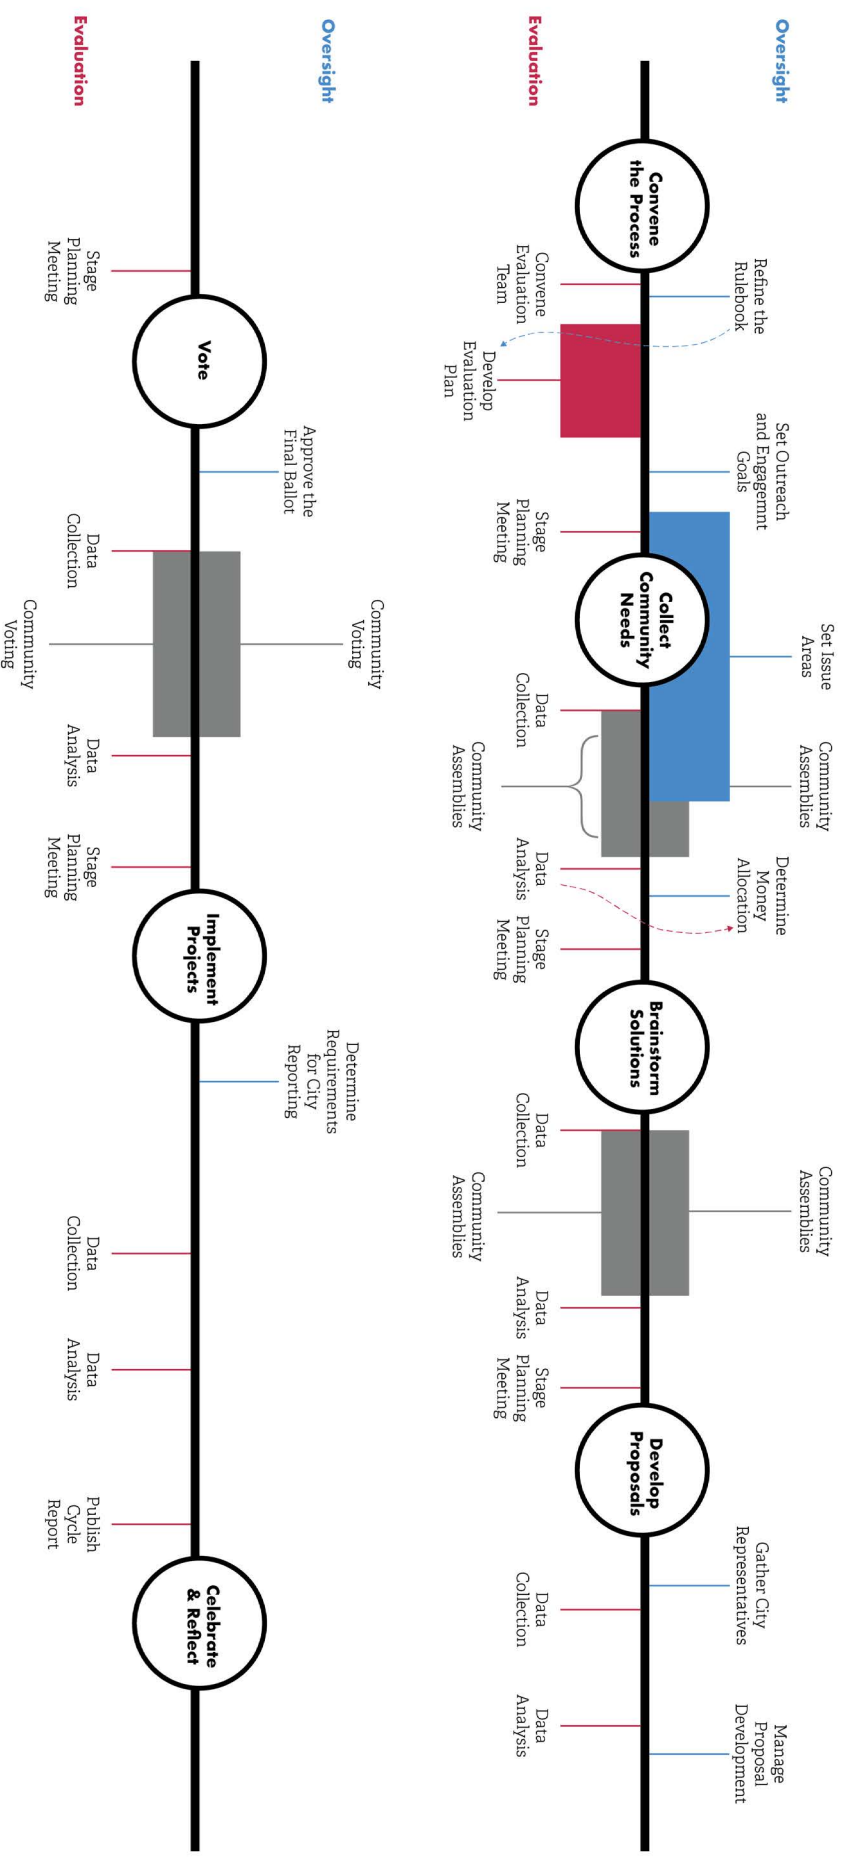 Oversight
Evaluation
Convene
the Process
Refine the
Rulebook
Convene
Evaluation
Team
Develop
Evaluation
Plan
Set Outreach
and Engagemnt
Goals
Stage
Planning
Meeting
Collect
Community
Needs
Set Issue
Areas
Data
Collection
Community
Assemblies
Community
Assemblies
Determine
Money
Allocation
Data
Analysis
Stage
Planning
Meeting
Brainstorm
Solutions
Data
Collection
Community
Assemblies
Community
Assemblies
Data
Analysis
Stage
Planning
Meeting
Develop
Proposals
Gather City
Representatives
Data
Collection
Manage
Proposal
Development
Data
Analysis
Oversight
Evaluation
Stage
Planning
Meeting
Vote
Approve the
Final Ballot
Data
Collection
Community
Voting
Community
Voting
Data
Analysis
Stage
Planning
Meeting
Implement
Projects
Determine
Requirements
for City
Reporting
Data
Collection
Data
Analysis
Publish
Cycle
Report
Celebrate
& Reflect